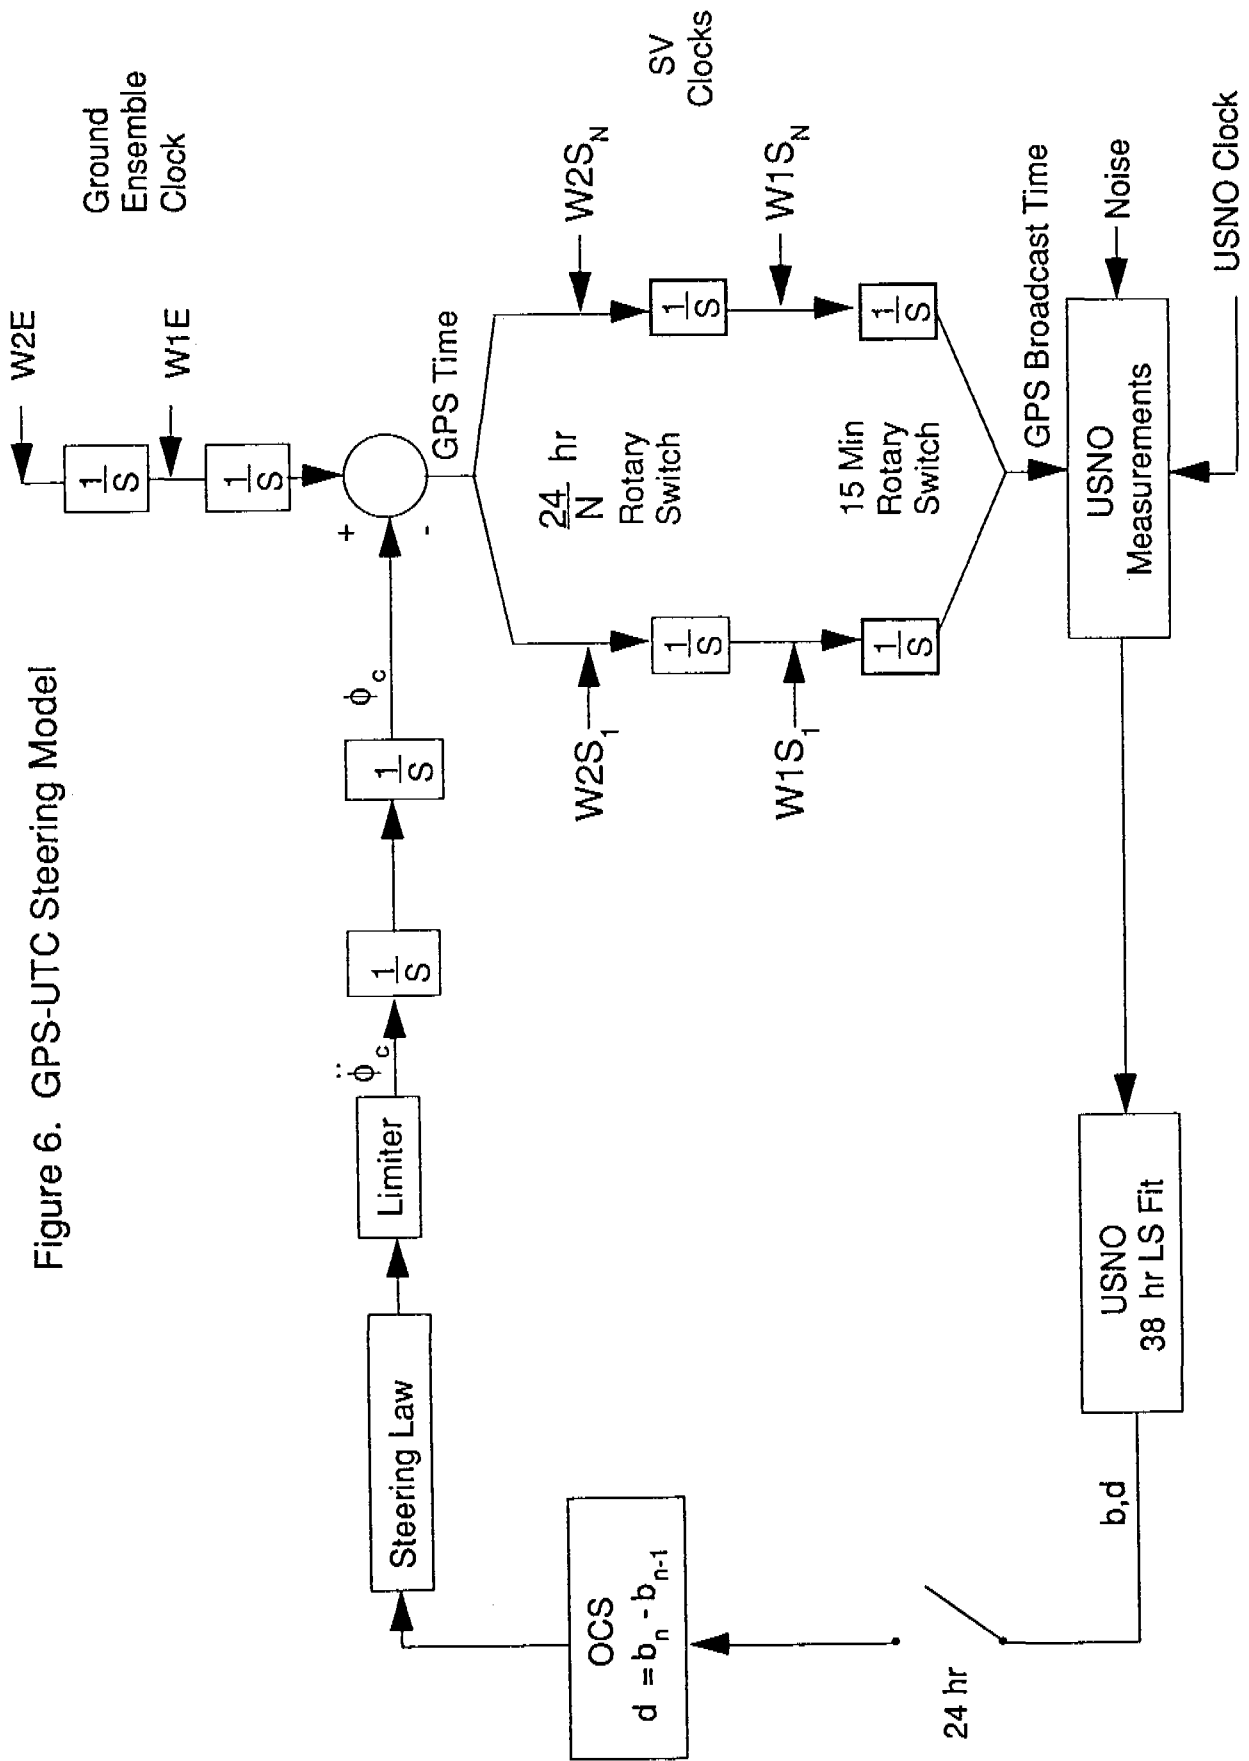 Figure 6. GPS-UTC Steering Model
W2E
1
S
W1E
1
S
Ground
Ensemble
Clock
+
-
ϕc
1
S
1
S
ϕ̈c
Limiter
Steering Law
OCS
d = bn - bn-1
24 hr
b,d
USNO
38 hr LS Fit
GPS Time
24
N
hr
Rotary
Switch
W2S1
1
S
W1S1
1
S
W2SN
1
S
W1SN
1
S
SV
Clocks
15 Min
Rotary
Switch
GPS Broadcast Time
USNO
Measurements
Noise
USNO Clock